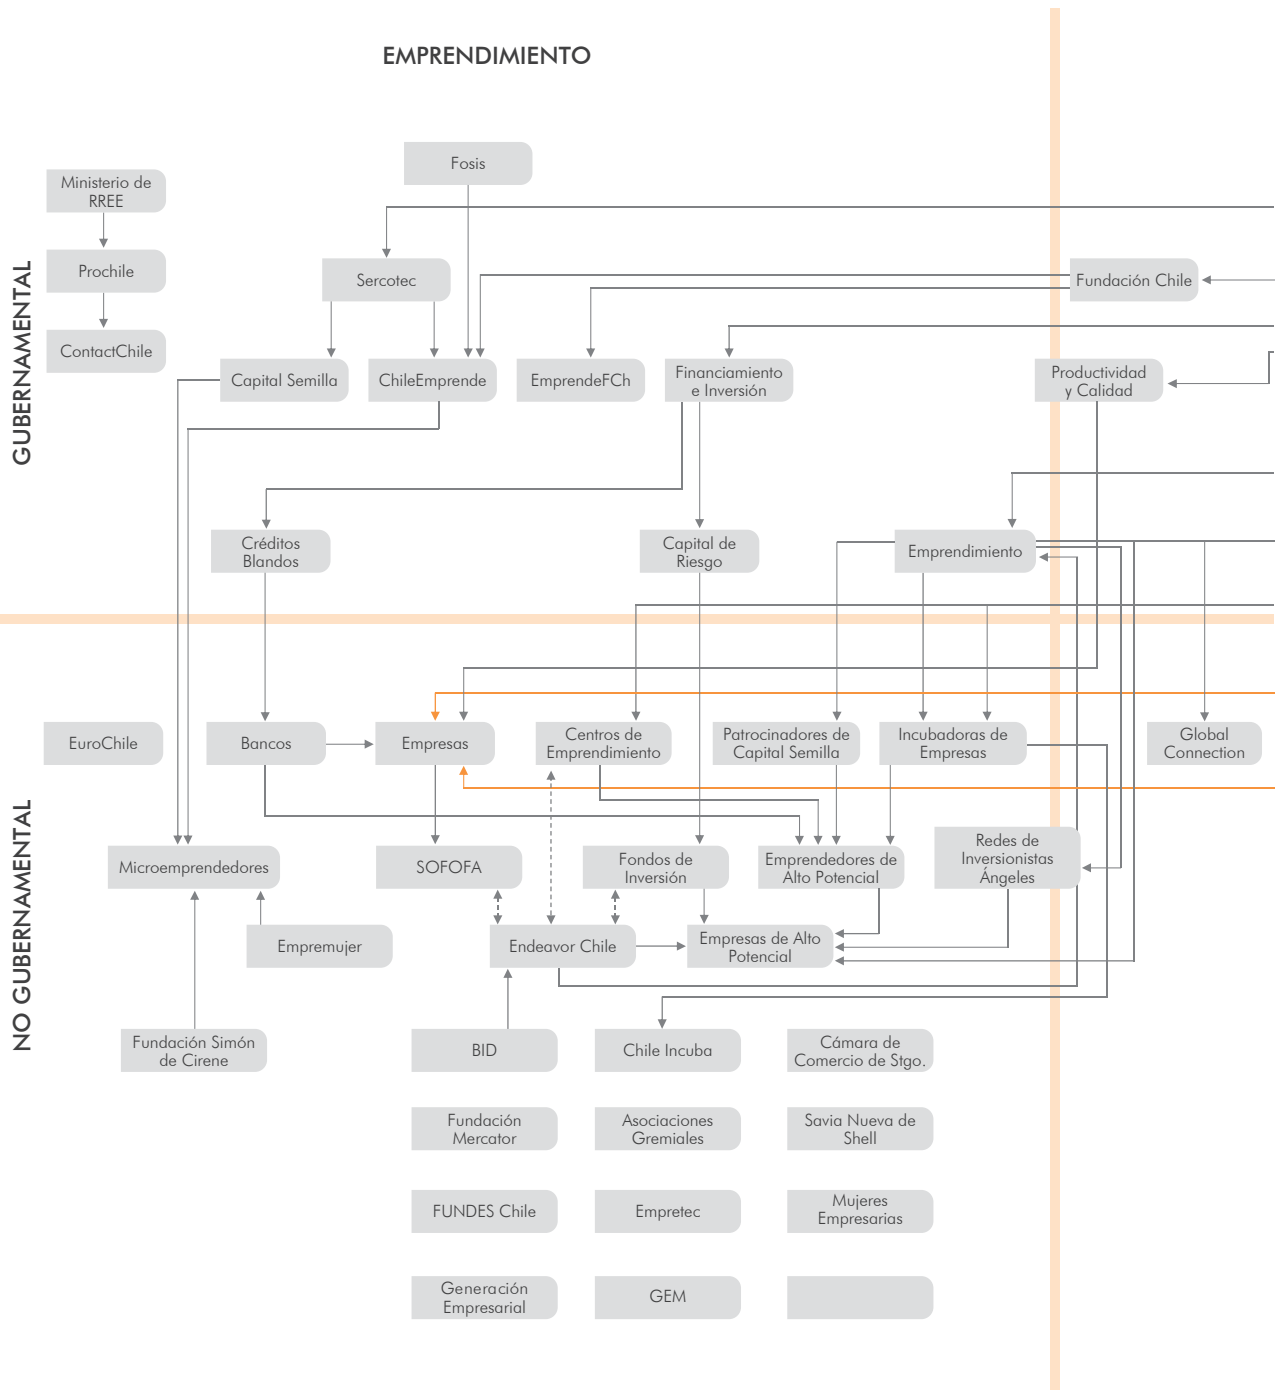 EMPRENDIMIENTO
GUBERNAMENTAL
Fosis
Ministerio de
RREE
Prochile
Sercotec
Fundación Chile
ContactChile
Capital Semilla
ChileEmprende
EmprendeFCh
Financiamiento
e Inversión
Productividad
y Calidad
Créditos
Blandos
Capital de
Riesgo
Emprendimiento
NO GUBERNAMENTAL
EuroChile
Bancos
Empresas
Centros de
Emprendimiento
Patrocinadores de
Capital Semilla
Incubadoras de
Empresas
Global
Connection
Microemprendedores
SOFOFA
Fondos de
Inversión
Emprendedores de
Alto Potencial
Redes de
Inversionistas
Ángeles
Empremujer
Endeavor Chile
Empresas de Alto
Potencial
Fundación Simón
de Cirene
BID
Chile Incuba
Cámara de
Comercio de Stgo.
Fundación
Mercator
Asociaciones
Gremiales
Savia Nueva de
Shell
FUNDES Chile
Empretec
Mujeres
Empresarias
Generación
Empresarial
GEM